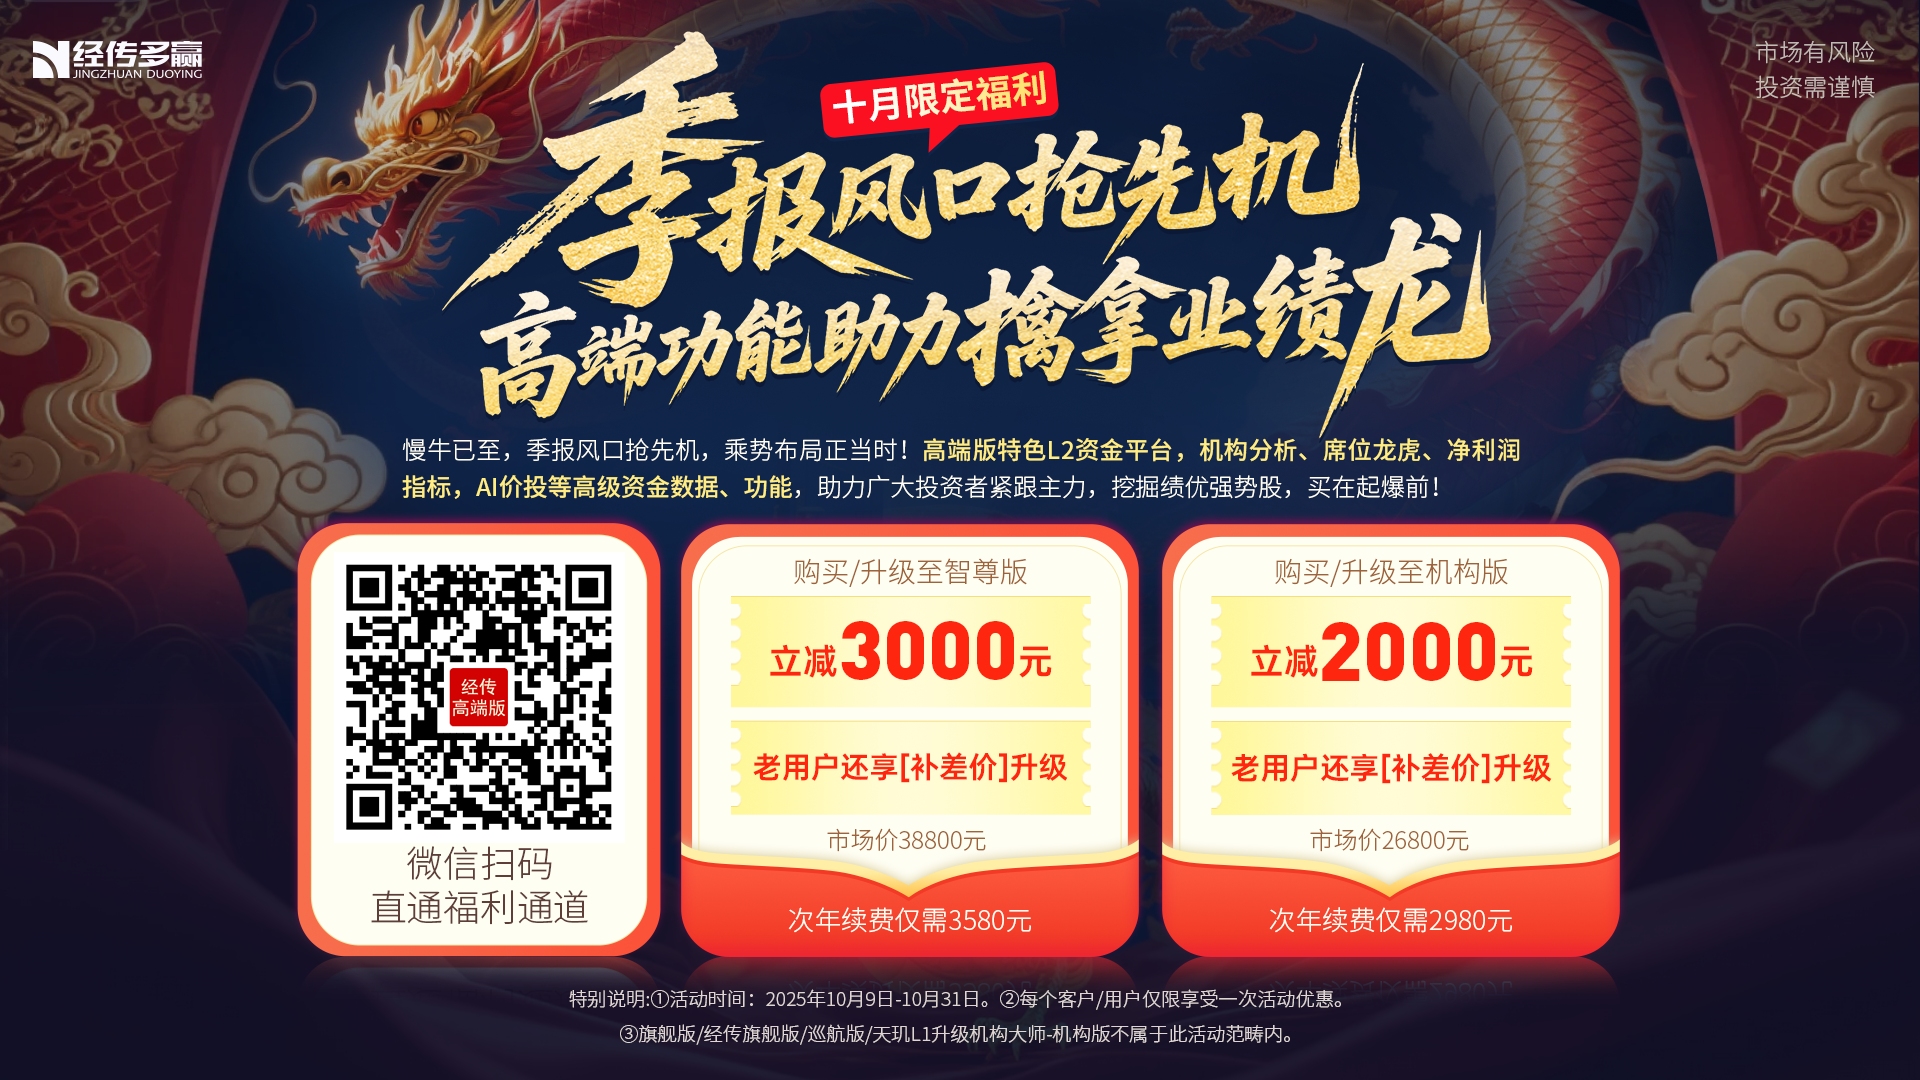 经传多赢
JINGZHUAN DUOYING
市场有风险
投资需谨慎
十月限定福利
季报风口抢先机
高端功能助力擒拿业绩龙
慢牛已至，季报风口抢先机，乘势布局正当时！高端版特色L2资金平台，机构分析、席位龙虎、净利润
指标，AI价投等高级资金数据、功能，助力广大投资者紧跟主力，挖掘绩优强势股，买在起爆前！
经传
高端版
微信扫码
直通福利通道
购买/升级至智尊版
立减3000元
老用户还享[补差价]升级
市场价38800元
次年续费仅需3580元
购买/升级至机构版
立减2000元
老用户还享[补差价]升级
市场价26800元
次年续费仅需2980元
特别说明:①活动时间：2025年10月9日-10月31日。②每个客户/用户仅限享受一次活动优惠。
③旗舰版/经传旗舰版/巡航版/天玑L1升级机构大师-机构版不属于此活动范畴内。